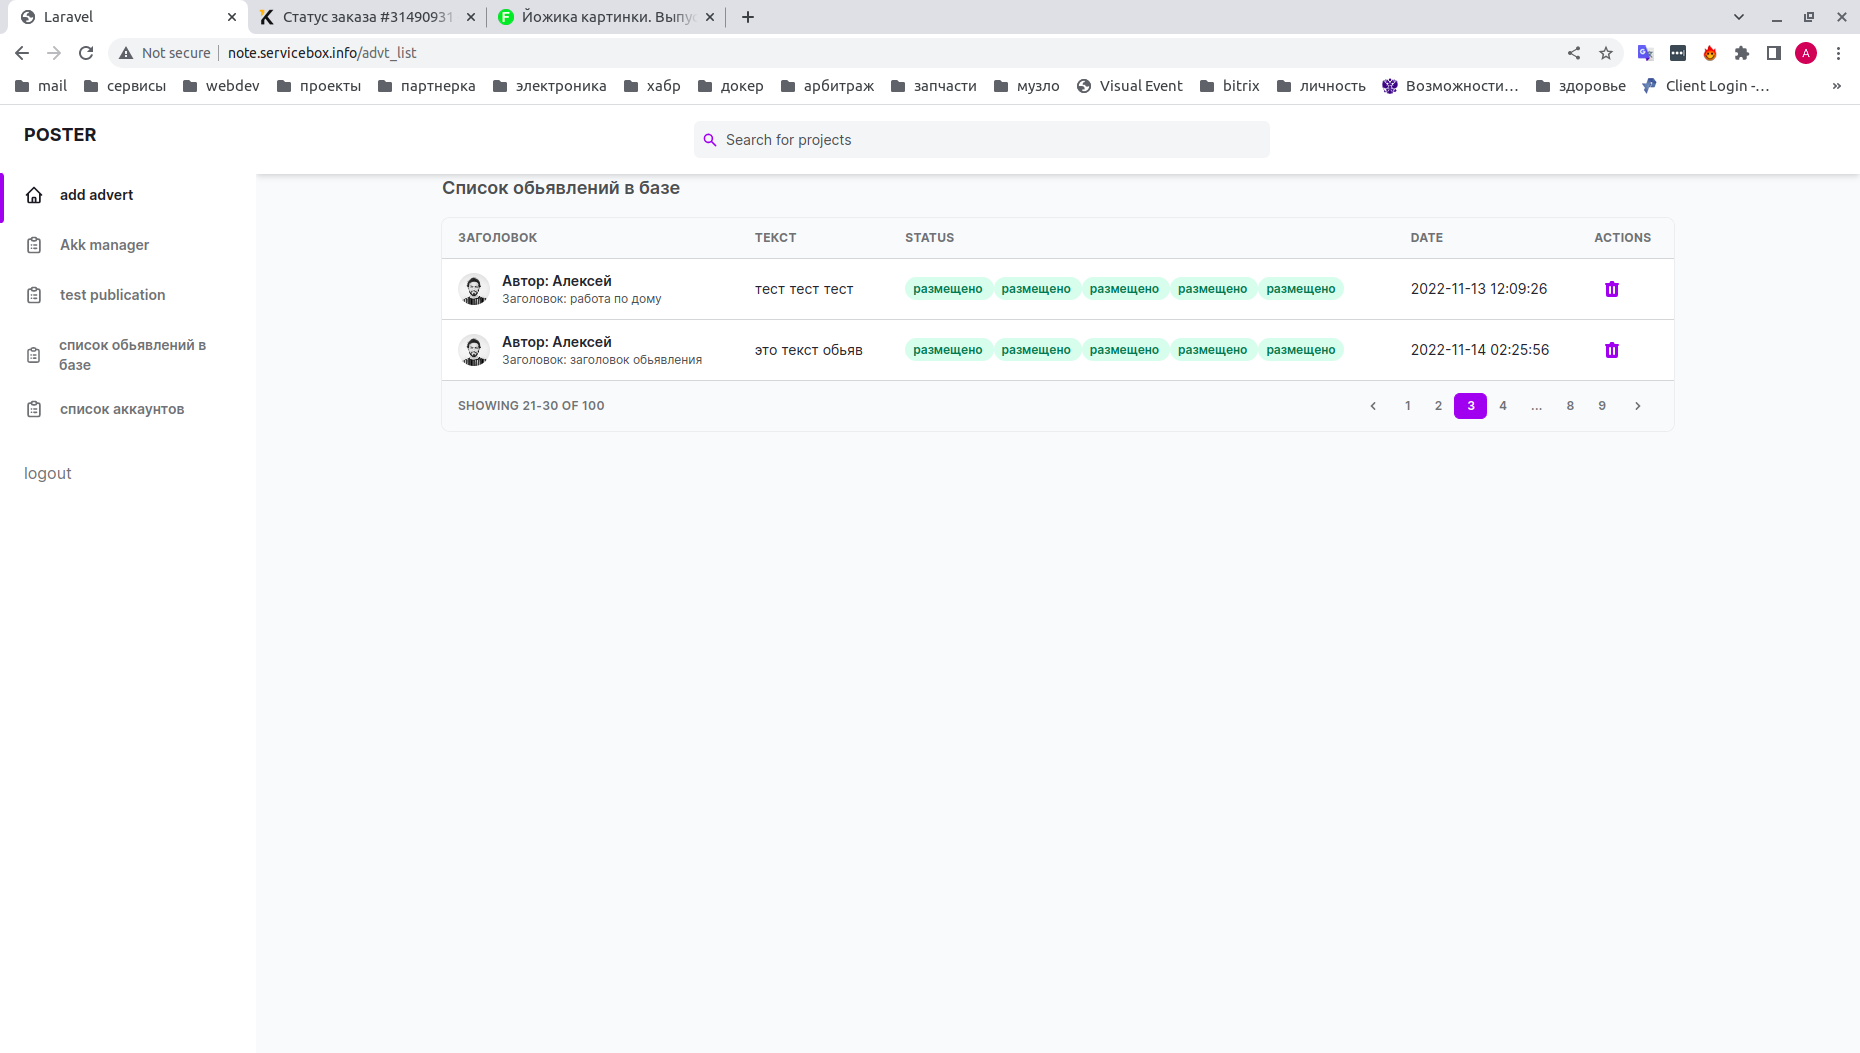 Laravel
Статус заказа #31490931
Йожика картинки. Выпу
Not secure
note.servicebox.info/advt_list
A
mail
сервисы
webdev
проекты
партнерка
электроника
хабр
докер
арбитраж
запчасти
музло
Visual Event
bitrix
личность
Возможности...
здоровье
Client Login -...
»
POSTER
Search for projects
add advert
Akk manager
test publication
список обьявлений в
базе
список аккаунтов
logout
Список обьявлений в базе
ЗАГОЛОВОК ТЕКСТ STATUS DATE ACTIONS
Автор: Алексей
Заголовок: работа по дому
тест тест тест
размещено размещено размещено размещено размещено
2022-11-13 12:09:26
Автор: Алексей
Заголовок: заголовок обьявления
это текст обьяв
размещено размещено размещено размещено размещено
2022-11-14 02:25:56
SHOWING 21-30 OF 100
1 2 3 4 ... 8 9